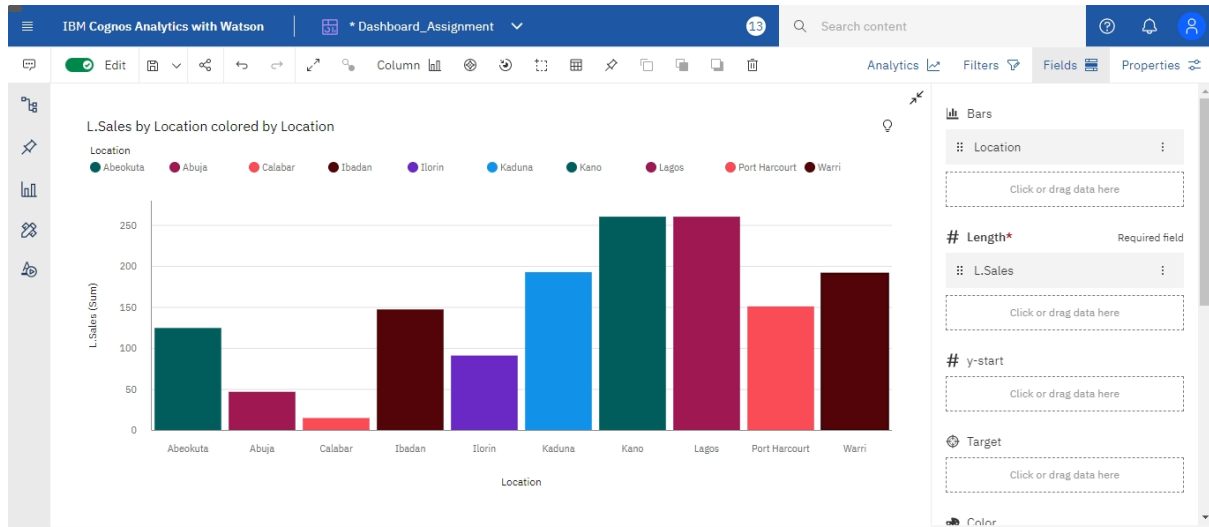 IBM Cognos Analytics with Watson
* Dashboard_Assignment
13
Search content
Edit
Column
Analytics
Filters
Fields
Properties
L.Sales by Location colored by Location
Location
Abeokuta Abuja Calabar Ibadan Ilorin Kaduna Kano Lagos Port Harcourt Warri
250
200
150
100
50
0
L.Sales (Sum)
Abeokuta Abuja Calabar Ibadan Ilorin Kaduna Kano Lagos Port Harcourt Warri
Location
Bars
Location
Click or drag data here
# Length* Required field
L.Sales
Click or drag data here
# y-start
Click or drag data here
Target
Click or drag data here
Color